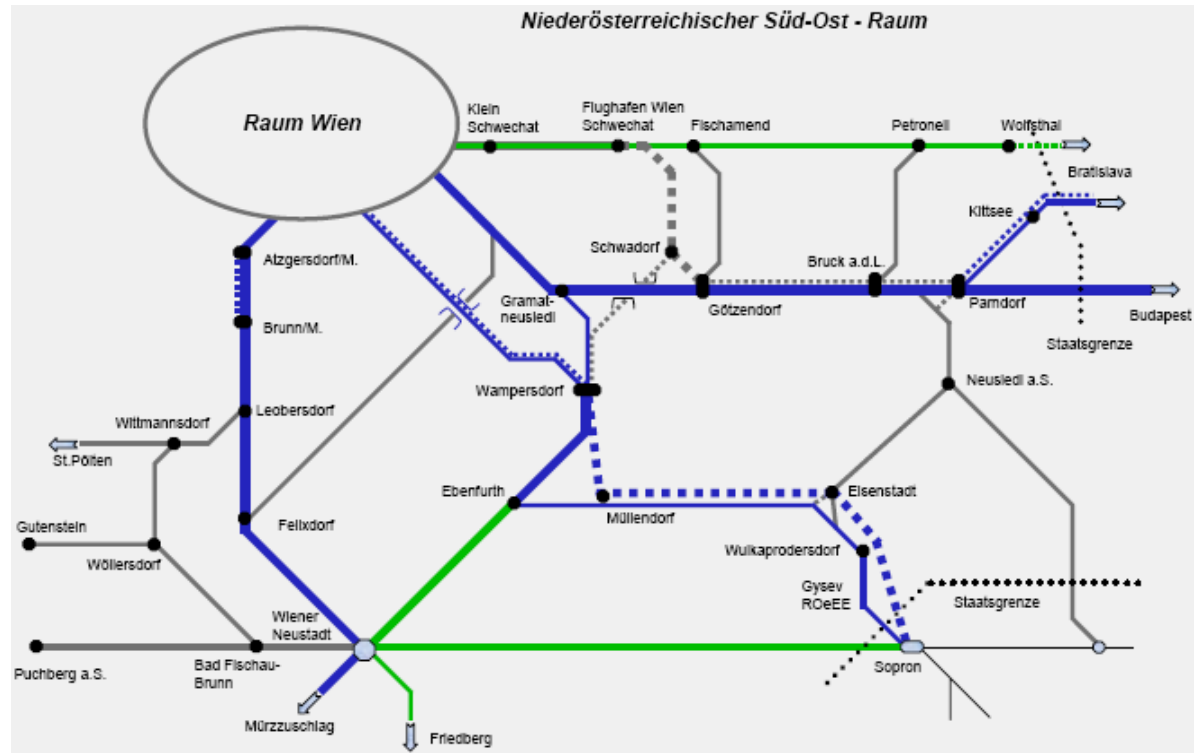 Niederösterreichischer Süd-Ost - Raum
Raum Wien
Klein
Schwechat
Flughafen Wien
Schwechat
Fischamend
Petronell
Wolfsthal
Bratislava
Kittsee
Atzgersdorf/M.
Schwadorf
Bruck a.d.L.
Gramat-
neusiedl
Götzendorf
Parndorf
Budapest
Brunn/M.
Staatsgrenze
Wampersdorf
Neusiedl a.S.
Leobersdorf
Wittmannsdorf
St.Pölten
Ebenfurth
Eisenstadt
Gutenstein
Felixdorf
Müllendorf
Wöllersdorf
Wulkaprodersdorf
Gysev
ROeEE
Staatsgrenze
Wiener
Neustadt
Puchberg a.S.
Bad Fischau-
Brunn
Sopron
Mürzzuschlag
Friedberg